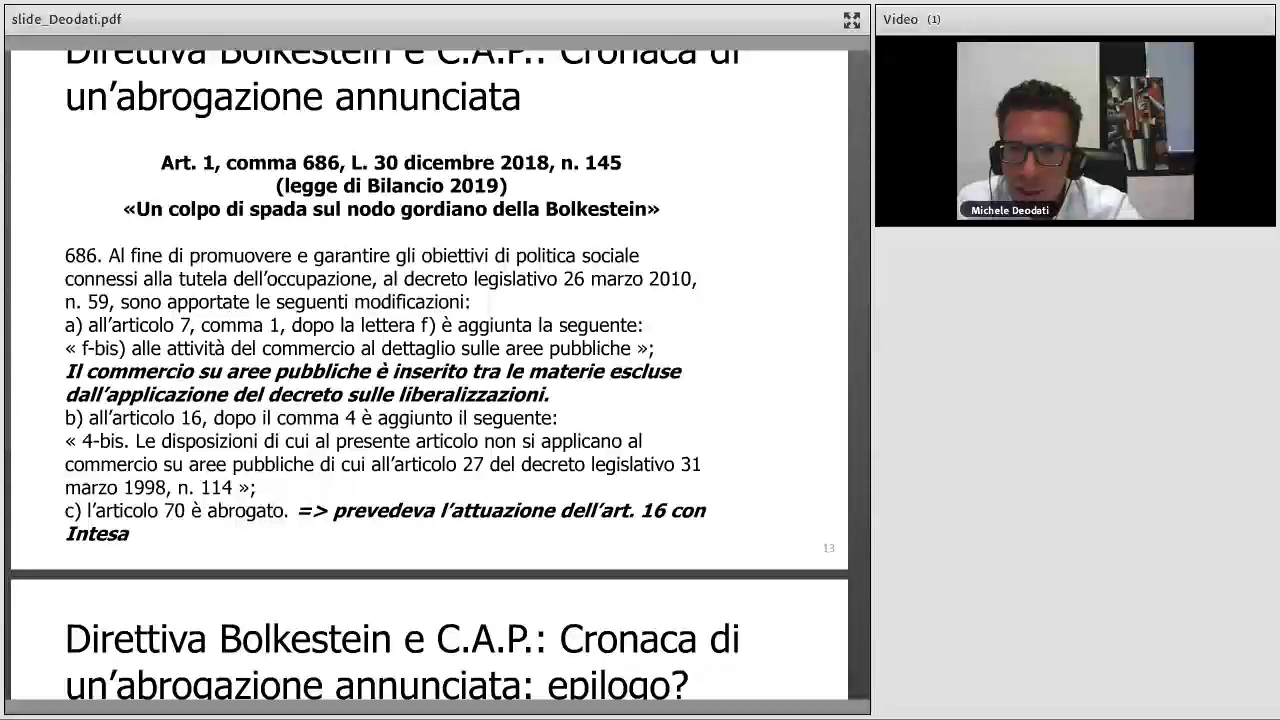 slide_Deodati.pdf
Video (1)
Direttiva Bolkestein e C.A.P.: Cronaca di
un’abrogazione annunciata
Art. 1, comma 686, L. 30 dicembre 2018, n. 145
(legge di Bilancio 2019)
«Un colpo di spada sul nodo gordiano della Bolkestein»
686. Al fine di promuovere e garantire gli obiettivi di politica sociale
connessi alla tutela dell’occupazione, al decreto legislativo 26 marzo 2010,
n. 59, sono apportate le seguenti modificazioni:
a) all’articolo 7, comma 1, dopo la lettera f) è aggiunta la seguente:
« f-bis) alle attività del commercio al dettaglio sulle aree pubbliche »;
Il commercio su aree pubbliche è inserito tra le materie escluse
dall’applicazione del decreto sulle liberalizzazioni.
b) all’articolo 16, dopo il comma 4 è aggiunto il seguente:
« 4-bis. Le disposizioni di cui al presente articolo non si applicano al
commercio su aree pubbliche di cui all’articolo 27 del decreto legislativo 31
marzo 1998, n. 114 »;
c) l’articolo 70 è abrogato. => prevedeva l’attuazione dell’art. 16 con
Intesa
13
Direttiva Bolkestein e C.A.P.: Cronaca di
un’abrogazione annunciata: epilogo?
Michele Deodati